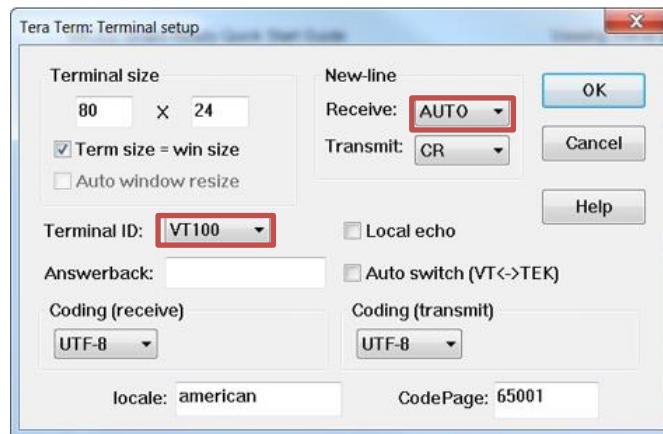 Tera Term: Terminal setup
Terminal size
80 X 24
Term size = win size
Auto window resize
New-line
Receive: AUTO
Transmit: CR
OK
Cancel
Help
Terminal ID: VT100
Local echo
Answerback:
Auto switch (VT<->TEK)
Coding (receive)
UTF-8
Coding (transmit)
UTF-8
locale: american
CodePage: 65001